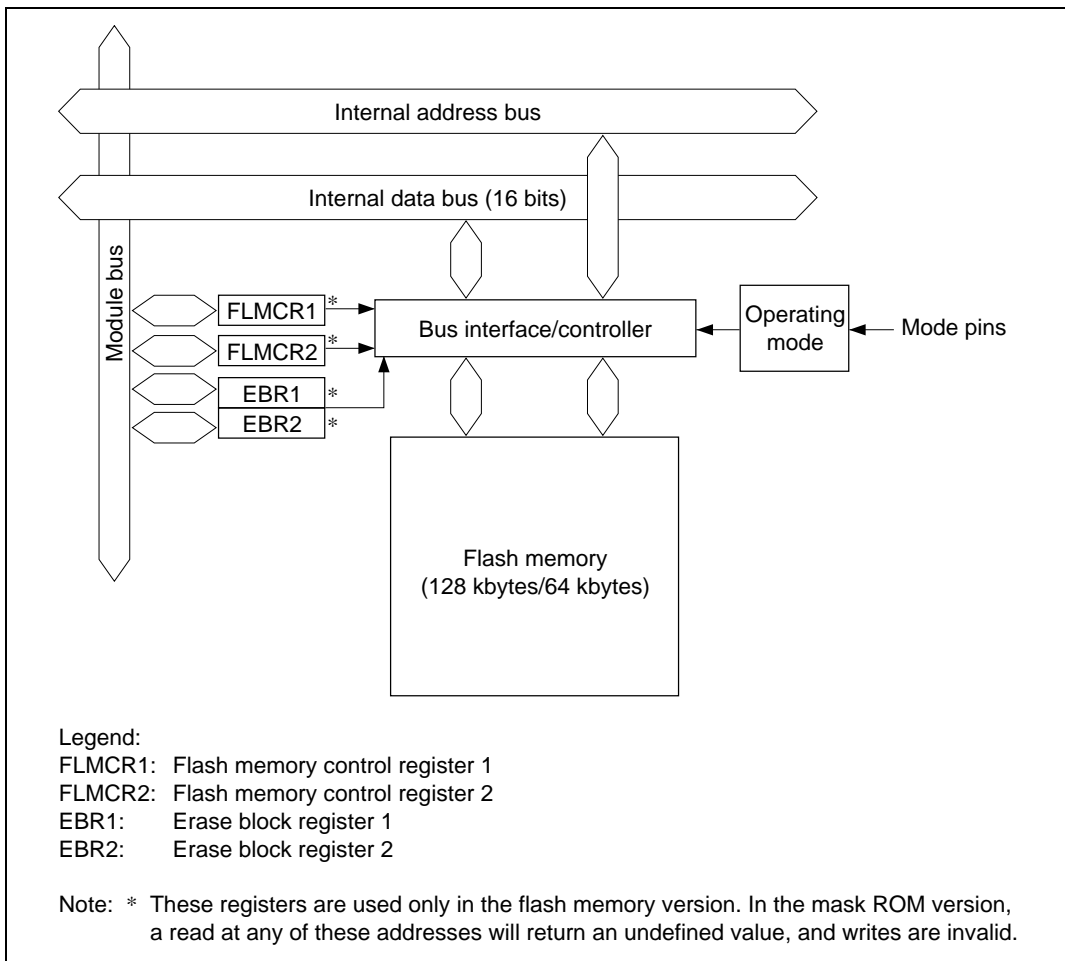 Internal address bus
Internal data bus (16 bits)
Module bus
FLMCR1 *
FLMCR2 *
EBR1 *
EBR2 *
Bus interface/controller
Operating
mode
Mode pins
Flash memory
(128 kbytes/64 kbytes)
Legend:
FLMCR1: Flash memory control register 1
FLMCR2: Flash memory control register 2
EBR1: Erase block register 1
EBR2: Erase block register 2
Note: * These registers are used only in the flash memory version. In the mask ROM version,
a read at any of these addresses will return an undefined value, and writes are invalid.